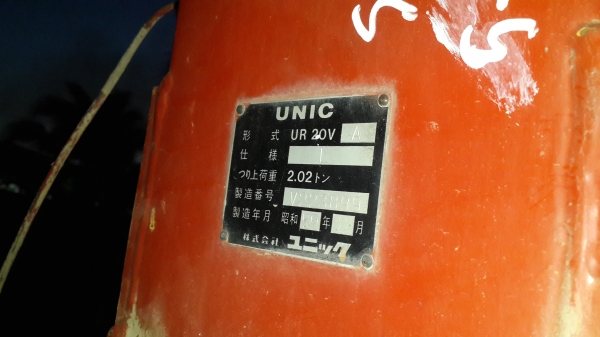 UNIC
形式 UR 20V A
仕様
つり上荷重 2.02トン
製造番号
製造年月 昭和 年 月
株式会社 ユニック